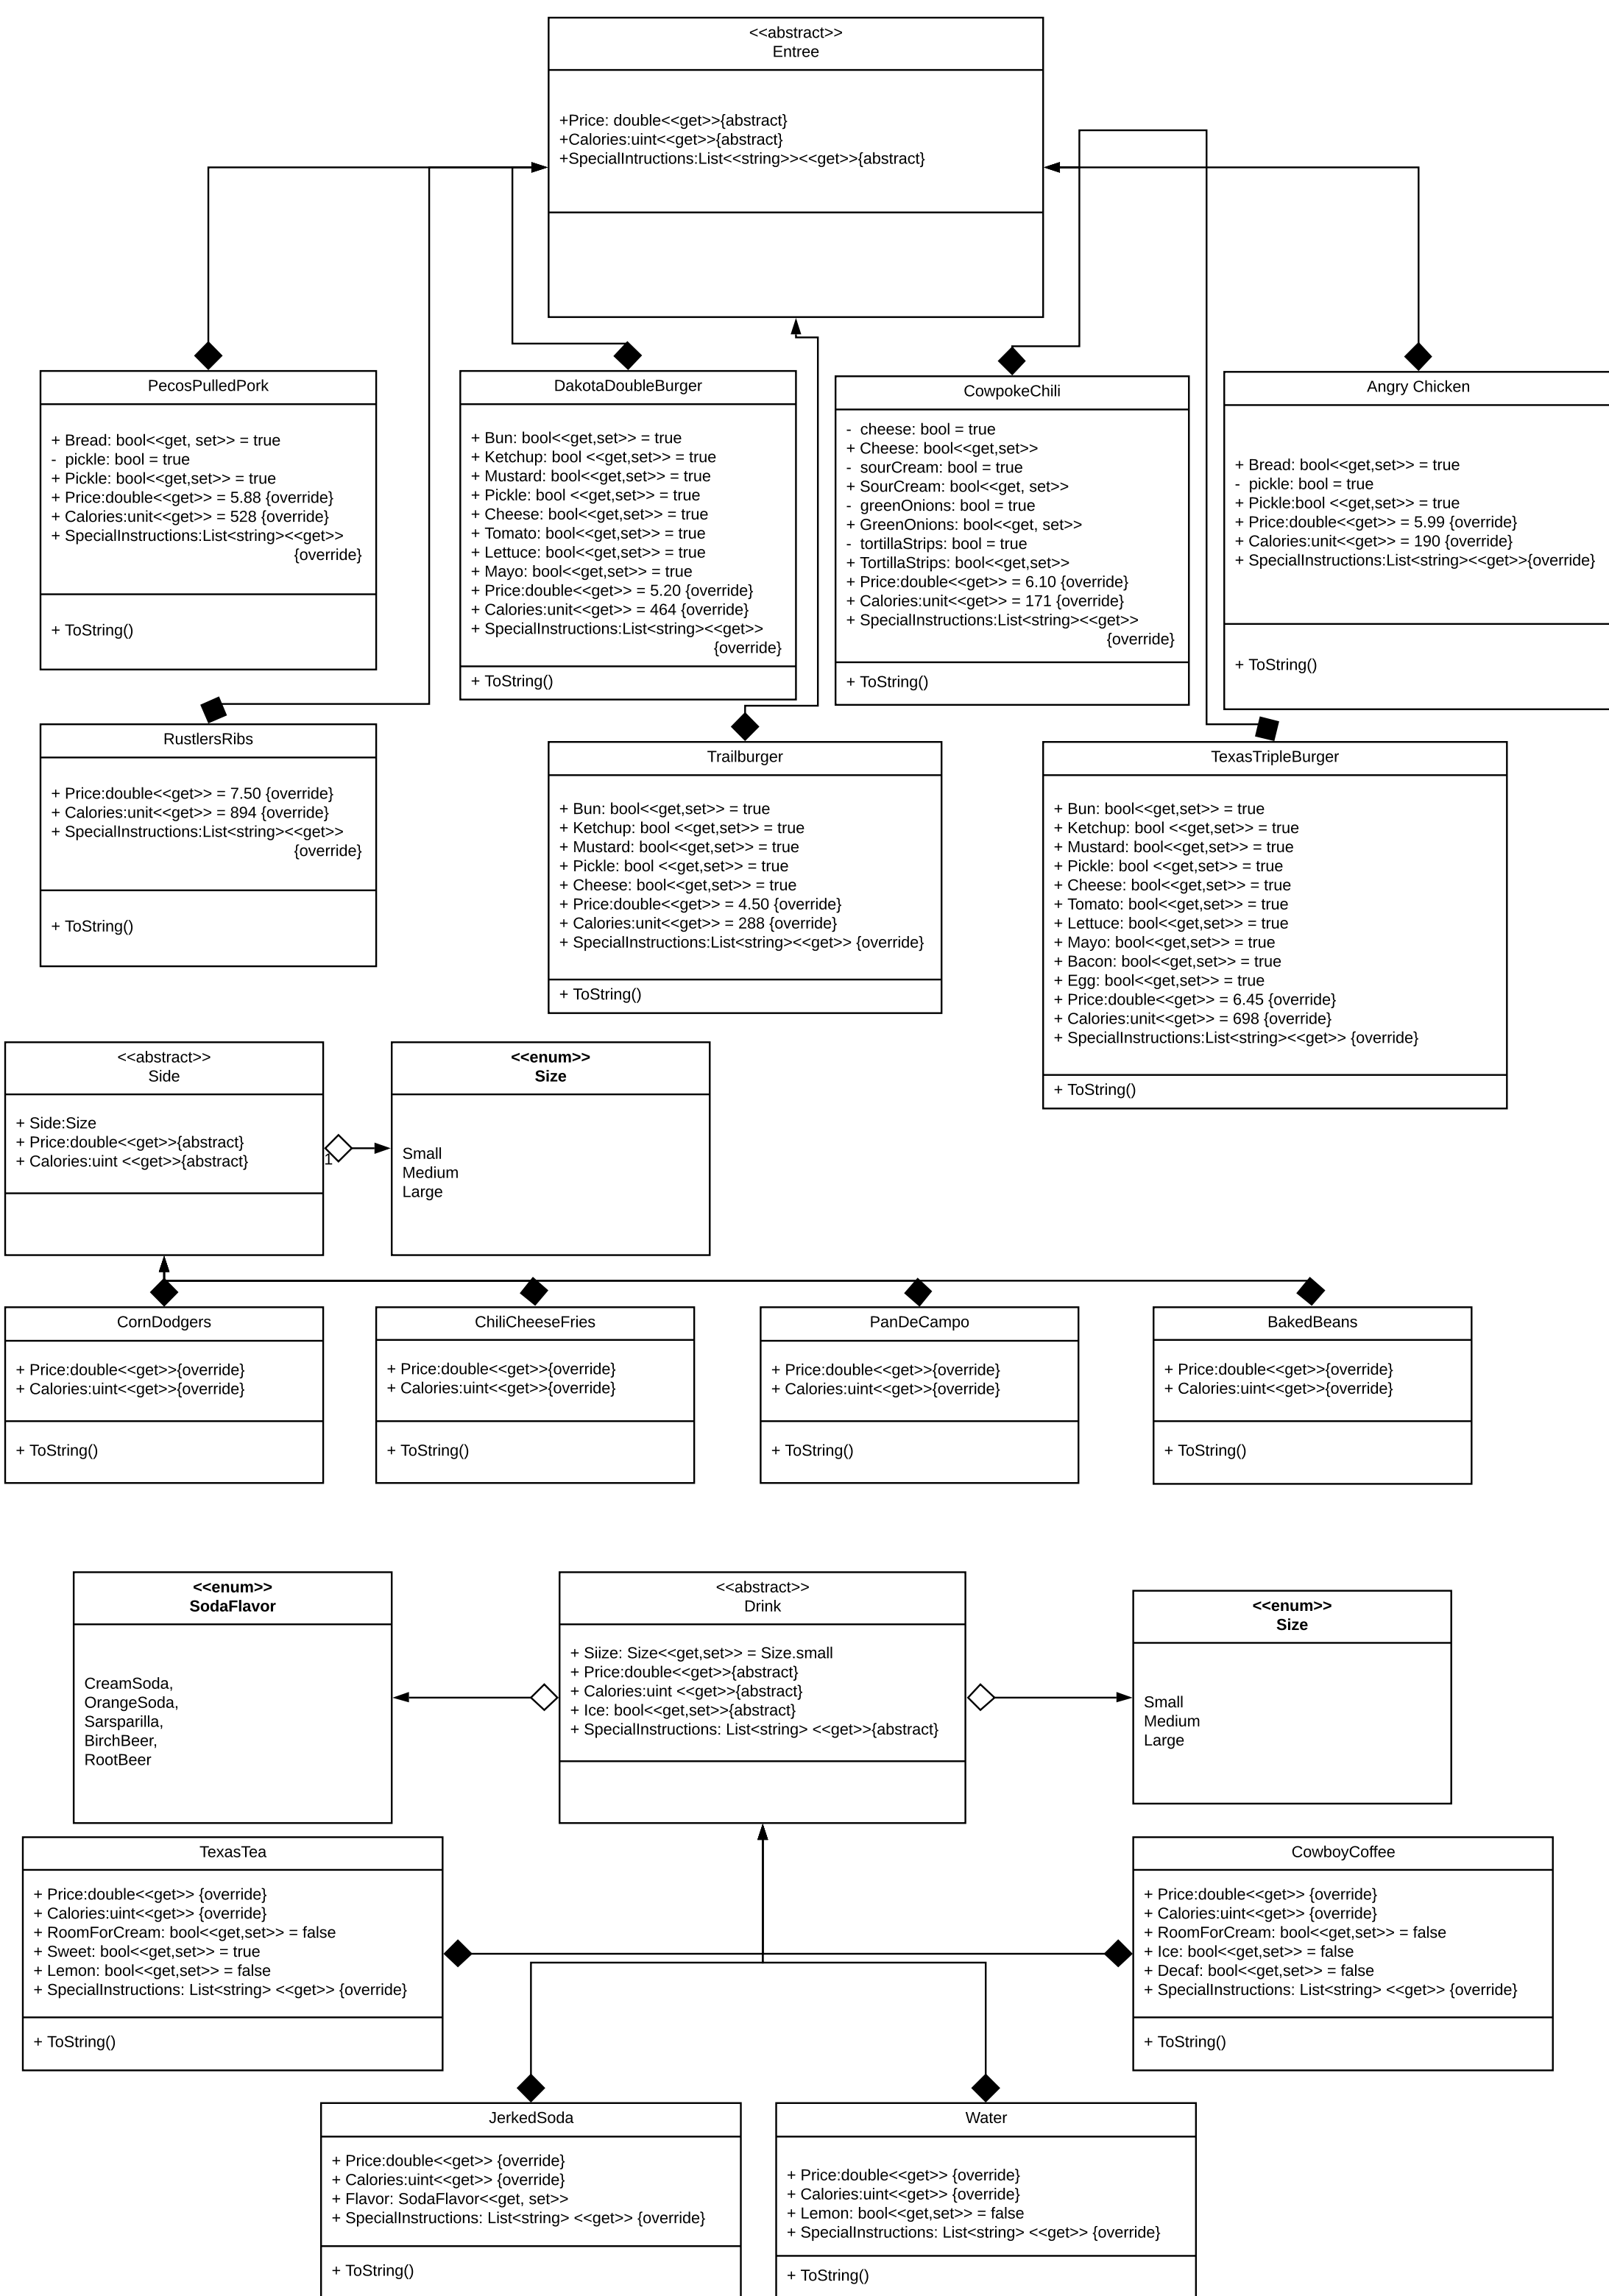 <<abstract>>
Entree
+Price: double<<get>>{abstract}
+Calories:uint<<get>>{abstract}
+SpecialIntructions:List<<string>><<get>>{abstract}
PecosPulledPork
+ Bread: bool<<get, set>> = true
- pickle: bool = true
+ Pickle: bool<<get,set>> = true
+ Price:double<<get>> = 5.88 {override}
+ Calories:unit<<get>> = 528 {override}
+ SpecialInstructions:List<string><<get>>
{override}
+ ToString()
DakotaDoubleBurger
+ Bun: bool<<get,set>> = true
+ Ketchup: bool <<get,set>> = true
+ Mustard: bool<<get,set>> = true
+ Pickle: bool <<get,set>> = true
+ Cheese: bool<<get,set>> = true
+ Tomato: bool<<get,set>> = true
+ Lettuce: bool<<get,set>> = true
+ Mayo: bool<<get,set>> = true
+ Price:double<<get>> = 5.20 {override}
+ Calories:unit<<get>> = 464 {override}
+ SpecialInstructions:List<string><<get>>
{override}
+ ToString()
CowpokeChili
- cheese: bool = true
+ Cheese: bool<<get,set>>
- sourCream: bool = true
+ SourCream: bool<<get, set>>
- greenOnions: bool = true
+ GreenOnions: bool<<get, set>>
- tortillaStrips: bool = true
+ TortillaStrips: bool<<get,set>>
+ Price:double<<get>> = 6.10 {override}
+ Calories:unit<<get>> = 171 {override}
+ SpecialInstructions:List<string><<get>>
{override}
+ ToString()
Angry Chicken
+ Bread: bool<<get,set>> = true
- pickle: bool = true
+ Pickle:bool <<get,set>> = true
+ Price:double<<get>> = 5.99 {override}
+ Calories:unit<<get>> = 190 {override}
+ SpecialInstructions:List<string><<get>>{override}
+ ToString()
RustlersRibs
+ Price:double<<get>> = 7.50 {override}
+ Calories:unit<<get>> = 894 {override}
+ SpecialInstructions:List<string><<get>>
{override}
+ ToString()
Trailburger
+ Bun: bool<<get,set>> = true
+ Ketchup: bool <<get,set>> = true
+ Mustard: bool<<get,set>> = true
+ Pickle: bool <<get,set>> = true
+ Cheese: bool<<get,set>> = true
+ Price:double<<get>> = 4.50 {override}
+ Calories:unit<<get>> = 288 {override}
+ SpecialInstructions:List<string><<get>> {override}
+ ToString()
TexasTripleBurger
+ Bun: bool<<get,set>> = true
+ Ketchup: bool <<get,set>> = true
+ Mustard: bool<<get,set>> = true
+ Pickle: bool <<get,set>> = true
+ Cheese: bool<<get,set>> = true
+ Tomato: bool<<get,set>> = true
+ Lettuce: bool<<get,set>> = true
+ Mayo: bool<<get,set>> = true
+ Bacon: bool<<get,set>> = true
+ Egg: bool<<get,set>> = true
+ Price:double<<get>> = 6.45 {override}
+ Calories:unit<<get>> = 698 {override}
+ SpecialInstructions:List<string><<get>> {override}
+ ToString()
<<abstract>>
Side
+ Side:Size
+ Price:double<<get>>{abstract}
+ Calories:uint <<get>>{abstract}
1
<<enum>>
Size
Small
Medium
Large
CornDodgers
+ Price:double<<get>>{override}
+ Calories:uint<<get>>{override}
+ ToString()
ChiliCheeseFries
+ Price:double<<get>>{override}
+ Calories:uint<<get>>{override}
+ ToString()
PanDeCampo
+ Price:double<<get>>{override}
+ Calories:uint<<get>>{override}
+ ToString()
BakedBeans
+ Price:double<<get>>{override}
+ Calories:uint<<get>>{override}
+ ToString()
<<enum>>
SodaFlavor
CreamSoda,
OrangeSoda,
Sarsparilla,
BirchBeer,
RootBeer
<<abstract>>
Drink
+ Siize: Size<<get,set>> = Size.small
+ Price:double<<get>>{abstract}
+ Calories:uint <<get>>{abstract}
+ Ice: bool<<get,set>>{abstract}
+ SpecialInstructions: List<string> <<get>>{abstract}
<<enum>>
Size
Small
Medium
Large
TexasTea
+ Price:double<<get>> {override}
+ Calories:uint<<get>> {override}
+ RoomForCream: bool<<get,set>> = false
+ Sweet: bool<<get,set>> = true
+ Lemon: bool<<get,set>> = false
+ SpecialInstructions: List<string> <<get>> {override}
+ ToString()
CowboyCoffee
+ Price:double<<get>> {override}
+ Calories:uint<<get>> {override}
+ RoomForCream: bool<<get,set>> = false
+ Ice: bool<<get,set>> = false
+ Decaf: bool<<get,set>> = false
+ SpecialInstructions: List<string> <<get>> {override}
+ ToString()
JerkedSoda
+ Price:double<<get>> {override}
+ Calories:uint<<get>> {override}
+ Flavor: SodaFlavor<<get, set>>
+ SpecialInstructions: List<string> <<get>> {override}
+ ToString()
Water
+ Price:double<<get>> {override}
+ Calories:uint<<get>> {override}
+ Lemon: bool<<get,set>> = false
+ SpecialInstructions: List<string> <<get>> {override}
+ ToString()